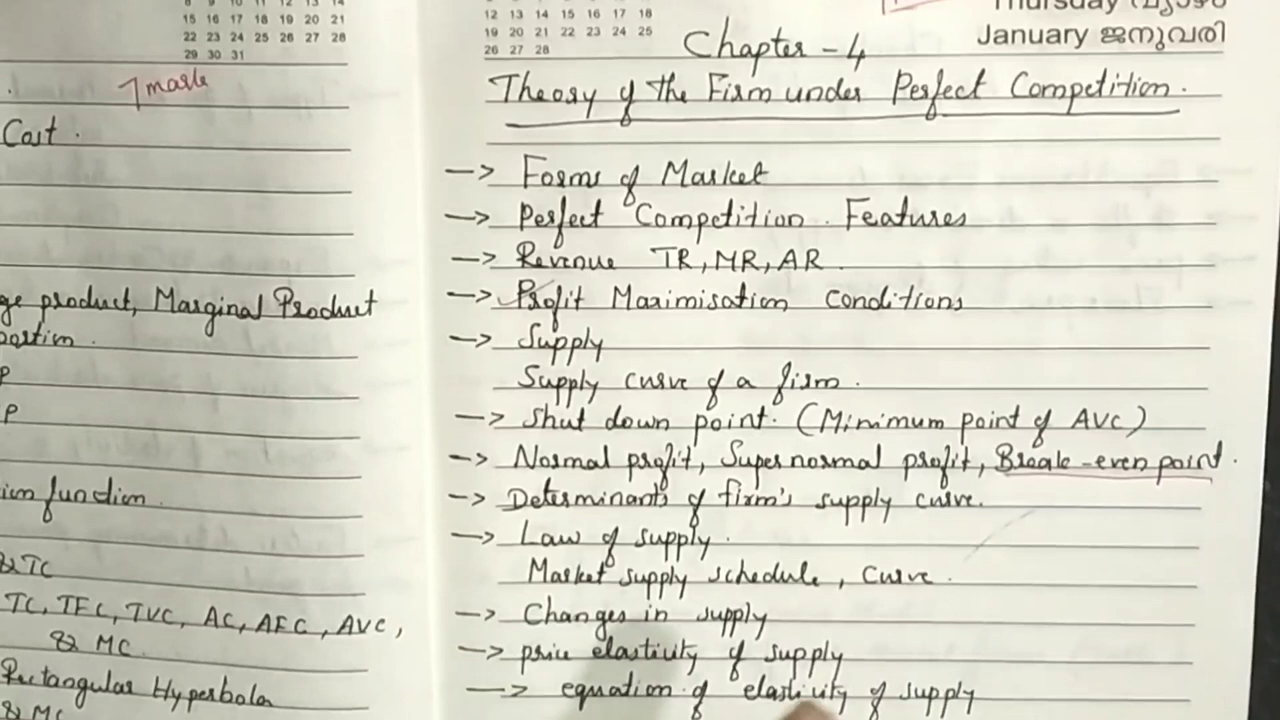 15 16 17 18 19 20 21
22 23 24 25 26 27 28
29 30 31
7 mark
Cost.
ge product, Marginal Product
portion.
P
P
ion function
& TC
TC, TFC, TVC, AC, AFC, AVC,
& MC
Rectangular Hyperbola
& MC
12 13 14 15 16 17 18
19 20 21 22 23 24 25
26 27 28
Thursday വ്യാഴം
January ജനുവരി
Chapter - 4
Theory of the Firm under Perfect Competition.
-> Forms of Market
-> Perfect Competition. Features
-> Revenue TR, MR, AR.
-> Profit Maximisation conditions
-> Supply
Supply curve of a firm.
-> Shut down point. (Minimum point of AVC)
-> Normal profit, Supernormal profit, Break-even point.
-> Determinants of firm's supply curve.
-> Law of supply.
Market supply schedule, Curve.
-> Changes in supply
-> price elasticity of supply
-> equation of elasticity of supply